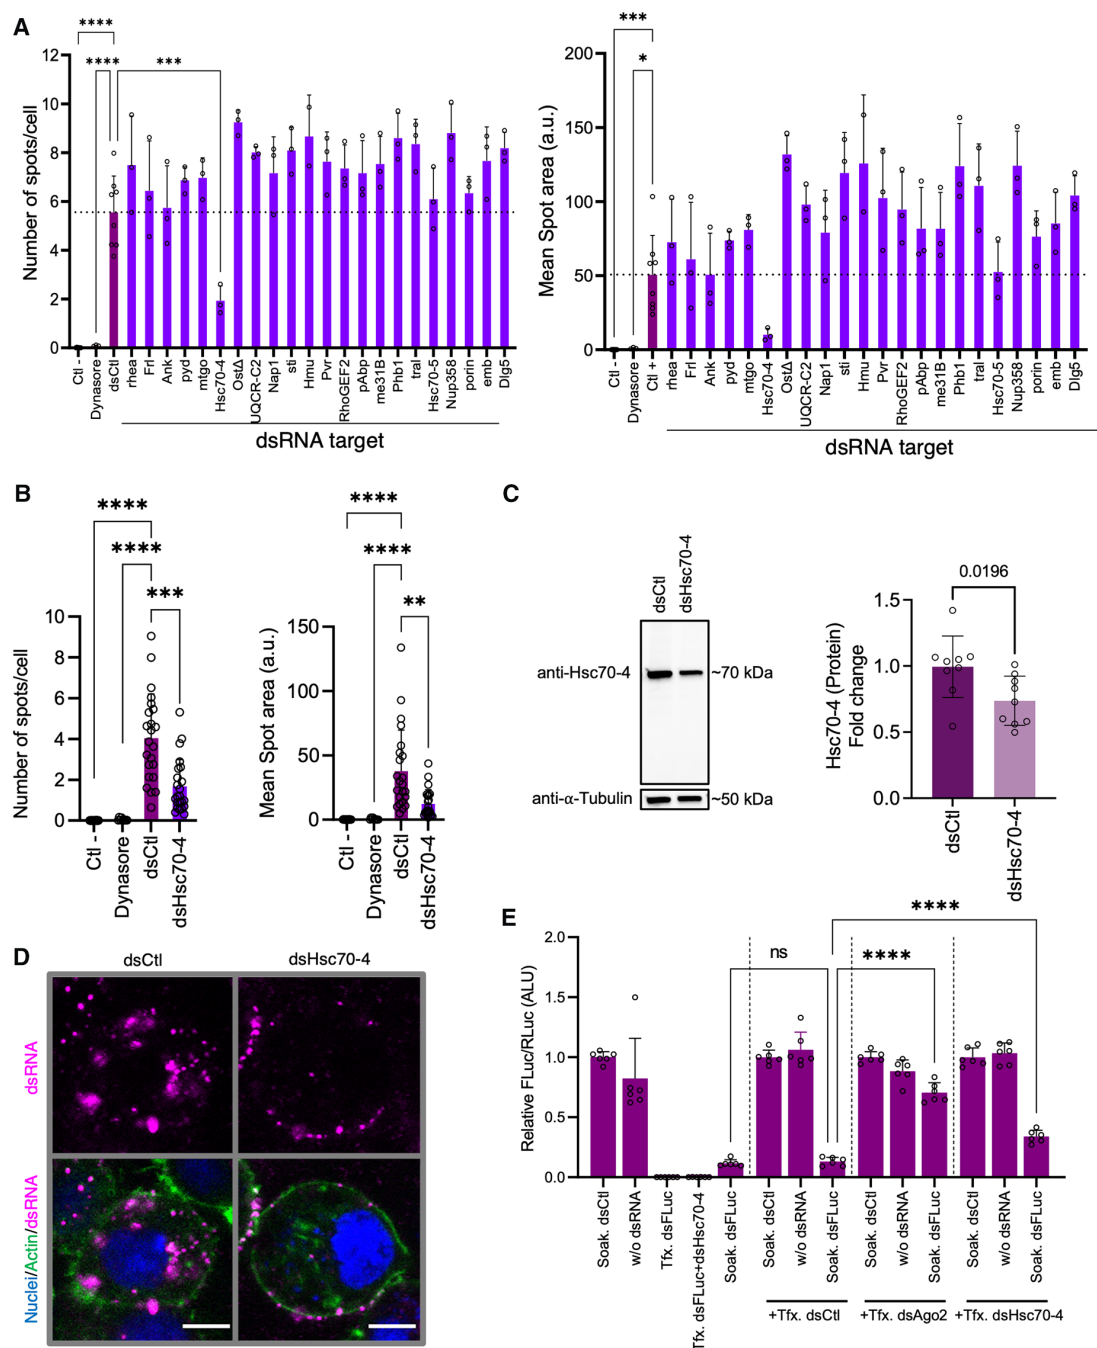 A
****
****
***
Number of spots/cell
12
10
8
6
4
2
0
Ctl -
Dynasore
dsCtl
rhea
Frl
Ank
pyd
mtgo
Hsc70-4
OstΔ
UQCR-C2
Nap1
sti
Hmu
Pvr
RhoGEF2
pAbp
me31B
Phb1
tral
Hsc70-5
Nup358
porin
emb
Dlg5
dsRNA target
***
*
Mean Spot area (a.u.)
200
150
100
50
0
Ctl -
Dynasore
Ctl +
rhea
Frl
Ank
pyd
mtgo
Hsc70-4
OstΔ
UQCR-C2
Nap1
sti
Hmu
Pvr
RhoGEF2
pAbp
me31B
Phb1
tral
Hsc70-5
Nup358
porin
emb
Dlg5
dsRNA target
B
****
****
***
Number of spots/cell
10
8
6
4
2
0
Ctl -
Dynasore
dsCtl
dsHsc70-4
****
****
**
Mean Spot area (a.u.)
150
100
50
0
Ctl -
Dynasore
dsCtl
dsHsc70-4
C
dsCtl
dsHsc70-4
anti-Hsc70-4
~70 kDa
anti-α-Tubulin
~50 kDa
0.0196
Hsc70-4 (Protein)
Fold change
1.5
1.0
0.5
0.0
dsCtl
dsHsc70-4
D
dsCtl
dsHsc70-4
dsRNA
Nuclei/Actin/dsRNA
E
****
ns
****
Relative FLuc/RLuc (ALU)
2.0
1.5
1.0
0.5
0.0
Soak. dsCtl
w/o dsRNA
Tfx. dsFLuc
Tfx. dsFLuc+dsHsc70-4
Soak. dsFLuc
Soak. dsCtl
w/o dsRNA
Soak. dsFLuc
Soak. dsCtl
w/o dsRNA
Soak. dsFLuc
Soak. dsCtl
w/o dsRNA
Soak. dsFLuc
+Tfx. dsCtl
+Tfx. dsAgo2
+Tfx. dsHsc70-4